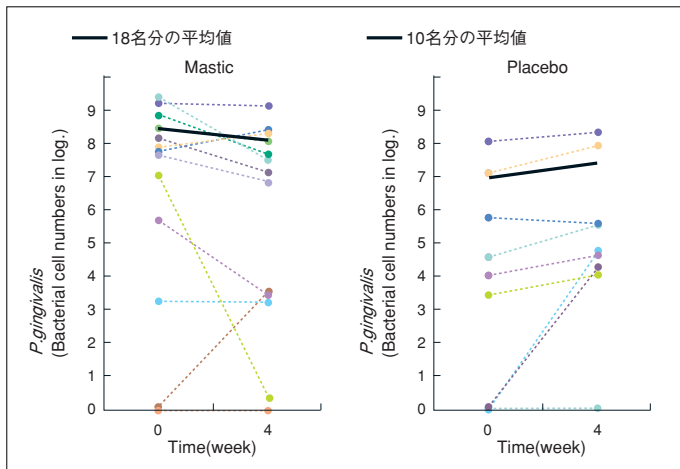 18名分の平均値
Mastic
P.gingivalis
(Bacterial cell numbers in log.)
9
8
7
6
5
4
3
2
1
0
0 4
Time(week)
10名分の平均値
Placebo
P.gingivalis
(Bacterial cell numbers in log.)
9
8
7
6
5
4
3
2
1
0
0 4
Time(week)